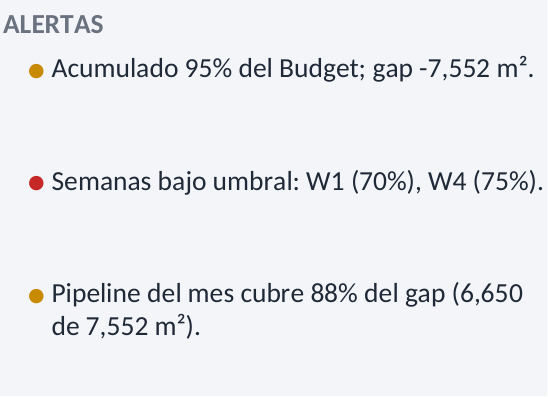 ALERTAS
Acumulado 95% del Budget; gap -7,552 m².
Semanas bajo umbral: W1 (70%), W4 (75%).
Pipeline del mes cubre 88% del gap (6,650
de 7,552 m²).